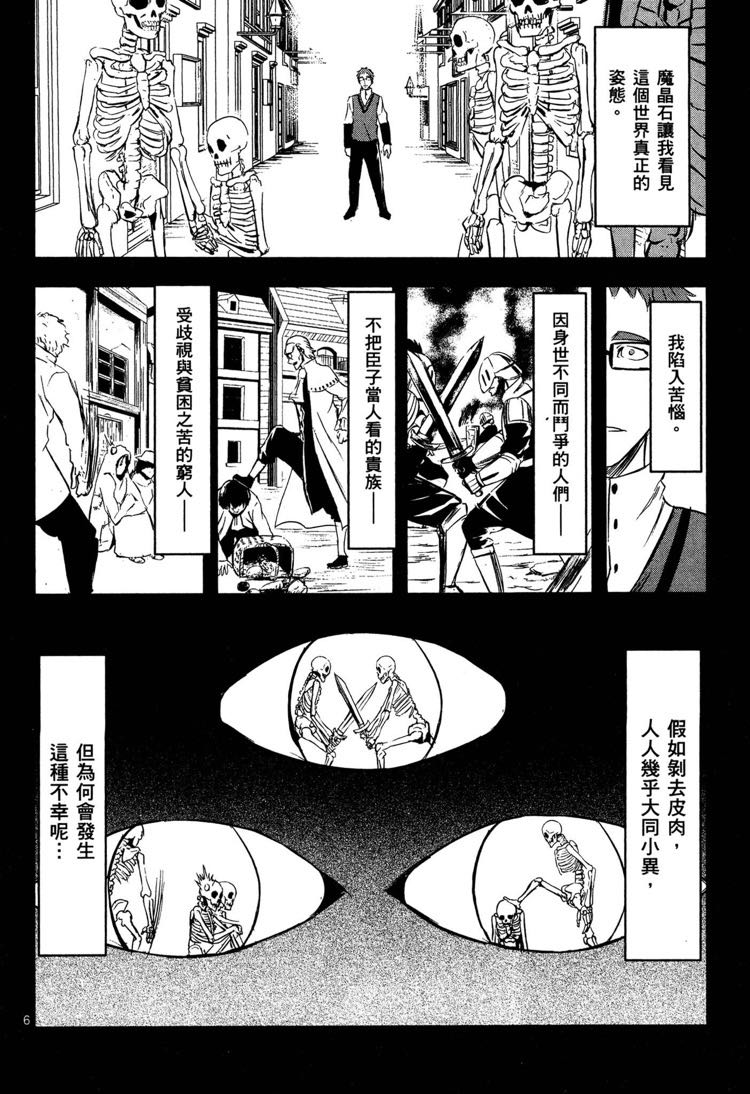 魔晶石讓我看見
這個世界真正的
姿態。
我陷入苦惱。
因身世不同而鬥爭的人們——
不把臣子當人看的貴族——
受歧視與貧困之苦的窮人——
假如剝去皮肉，
人人幾乎大同小異，
但為何會發生
這種不幸呢…
6